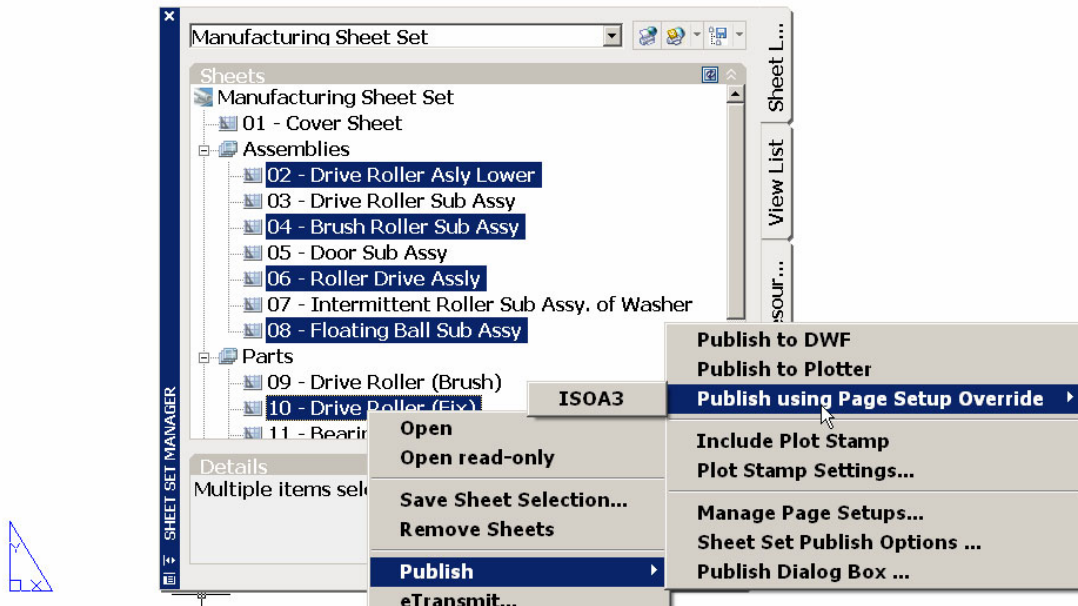 Manufacturing Sheet Set
Sheets
Manufacturing Sheet Set
01 - Cover Sheet
Assemblies
02 - Drive Roller Asly Lower
03 - Drive Roller Sub Assy
04 - Brush Roller Sub Assy
05 - Door Sub Assy
06 - Roller Drive Assly
07 - Intermittent Roller Sub Assy. of Washer
08 - Floating Ball Sub Assy
Parts
09 - Drive Roller (Brush)
10 - Drive Roller (Fix)
11 - Bearin
Details
Multiple items sel
SHEET SET MANAGER
Sheet L...
View List
esour...
Open
Open read-only
Save Sheet Selection...
Remove Sheets
Publish
eTransmit...
ISOA3
Publish to DWF
Publish to Plotter
Publish using Page Setup Override
Include Plot Stamp
Plot Stamp Settings...
Manage Page Setups...
Sheet Set Publish Options ...
Publish Dialog Box ...
Y
X